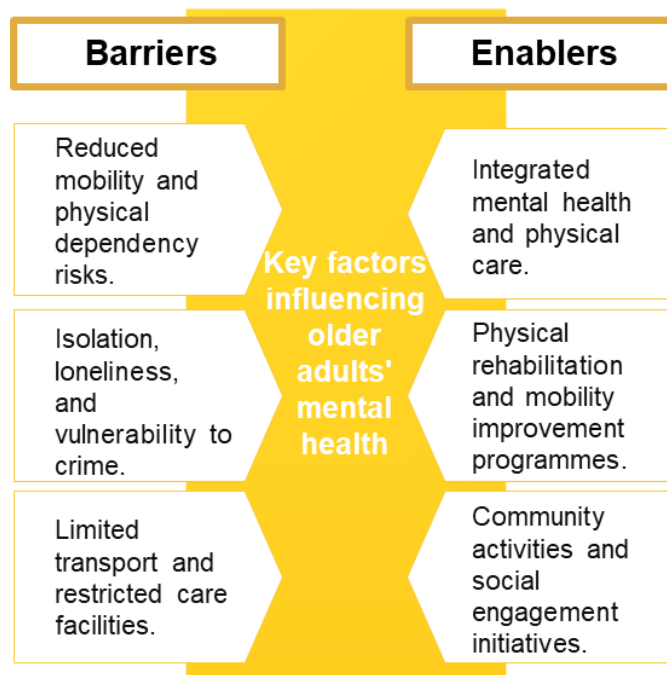 Barriers
Enablers
Reduced
mobility and
physical
dependency
risks.
Isolation,
loneliness,
and
vulnerability to
crime.
Limited
transport and
restricted care
facilities.
Key factors
influencing
older
adults'
mental
health
Integrated
mental health
and physical
care.
Physical
rehabilitation
and mobility
improvement
programmes.
Community
activities and
social
engagement
initiatives.